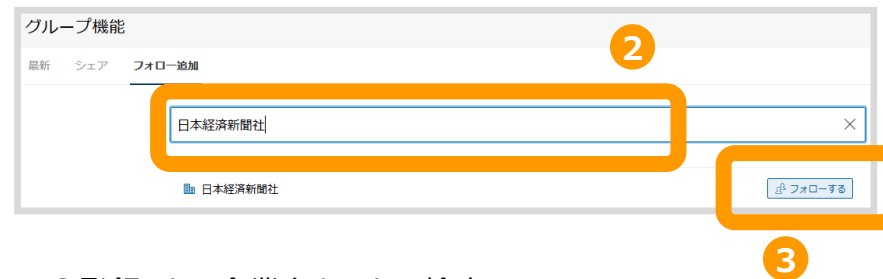 グループ機能
2
最新 シェア フォロー追加
日本経済新聞社
日本経済新聞社 フォローする
3